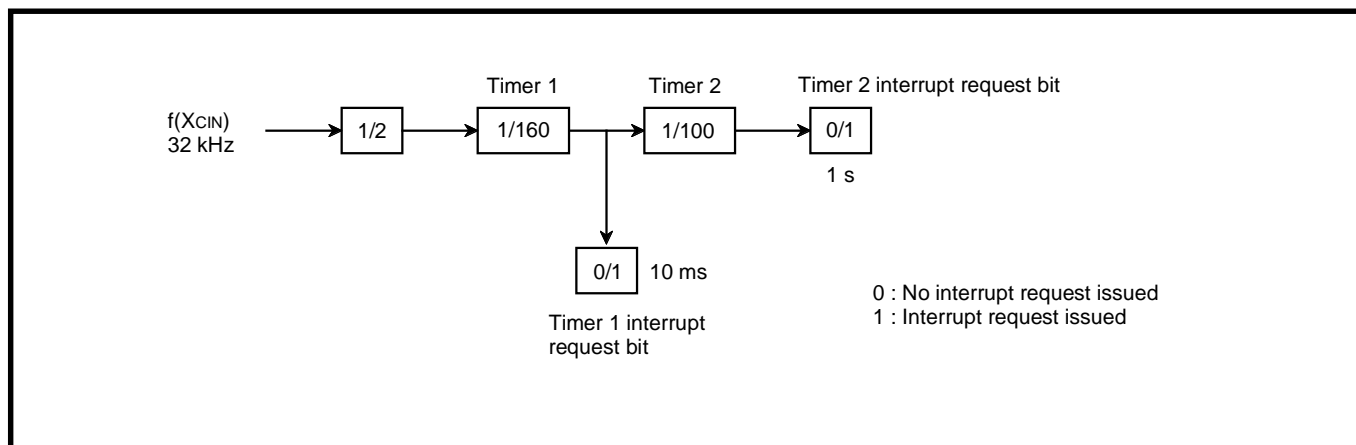 Timer 1
Timer 2
Timer 2 interrupt request bit
f(XCIN)
32 kHz
1/2
1/160
1/100
0/1
1 s
0/1
10 ms
Timer 1 interrupt
request bit
0 : No interrupt request issued
1 : Interrupt request issued